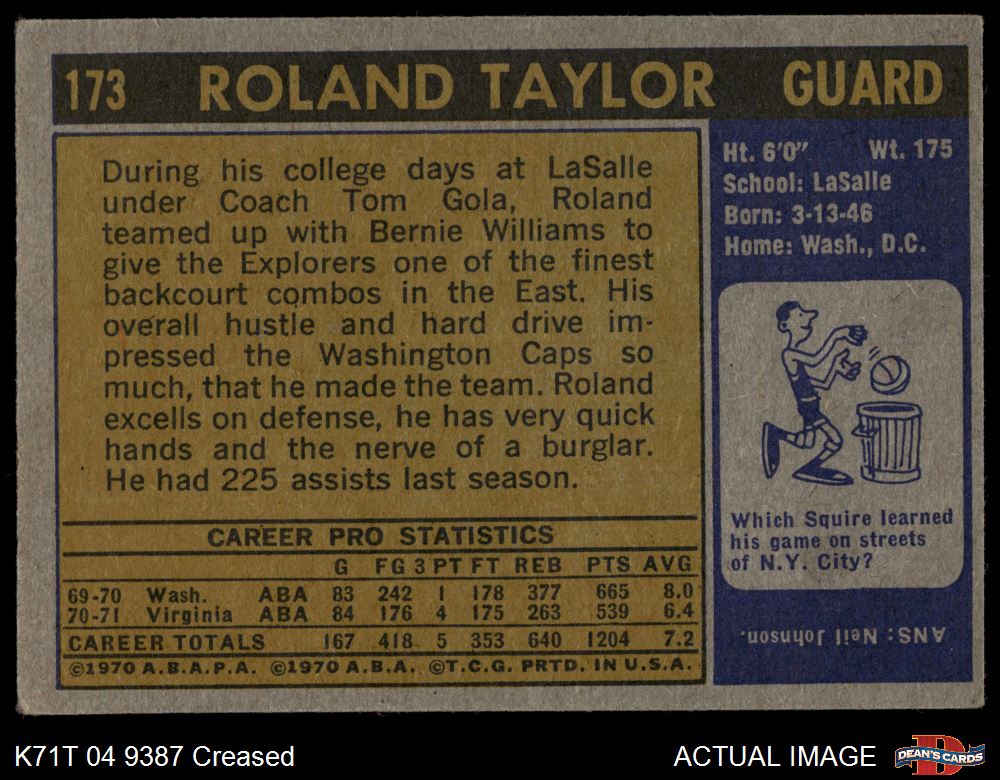 173 ROLAND TAYLOR GUARD
During his college days at LaSalle
under Coach Tom Gola, Roland
teamed up with Bernie Williams to
give the Explorers one of the finest
backcourt combos in the East. His
overall hustle and hard drive im-
pressed the Washington Caps so
much, that he made the team. Roland
excells on defense, he has very quick
hands and the nerve of a burglar.
He had 225 assists last season.
CAREER PRO STATISTICS
G FG 3 PT FT REB PTS AVG
69-70 Wash. ABA 83 242 1 178 377 665 8.0
70-71 Virginia ABA 84 176 4 175 263 539 6.4
CAREER TOTALS 167 418 5 353 640 1204 7.2
©1970 A.B.A.P.A. ©1970 A.B.A. ©T.C.G. PRTD. IN U.S.A.
Ht. 6'0" Wt. 175
School: LaSalle
Born: 3-13-46
Home: Wash., D.C.
Which Squire learned
his game on streets
of N.Y. City?
ANS: Neil Johnson.
K71T 04 9387 Creased
ACTUAL IMAGE
DEAN'S CARDS